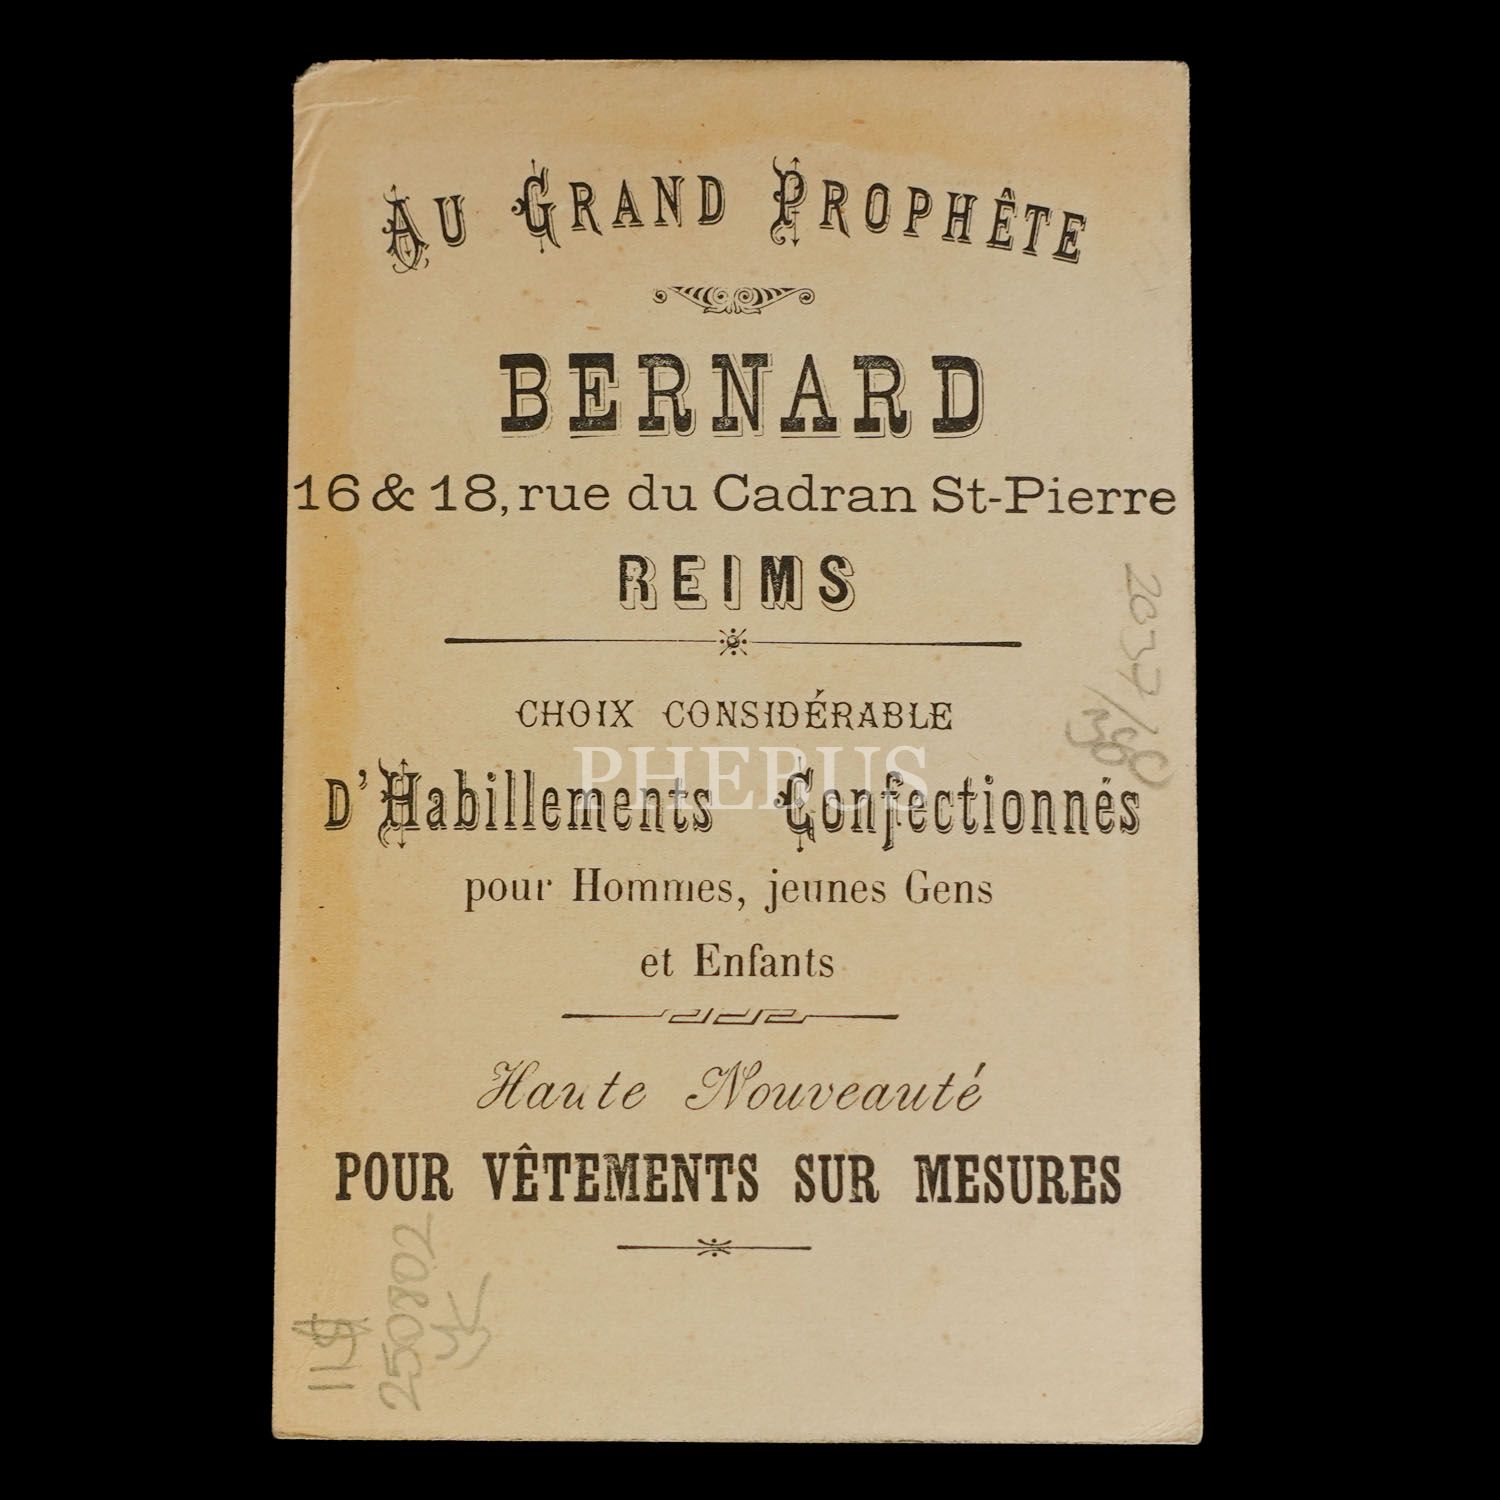 AU GRAND PROPHÊTE
BERNARD
16 & 18, rue du Cadran St-Pierre
REIMS
CHOIX CONSIDÉRABLE
PHEBUS
D'Habillements Confectionnés
pour Hommes, jeunes Gens
et Enfants
Haute Nouveauté
POUR VÊTEMENTS SUR MESURES
250802